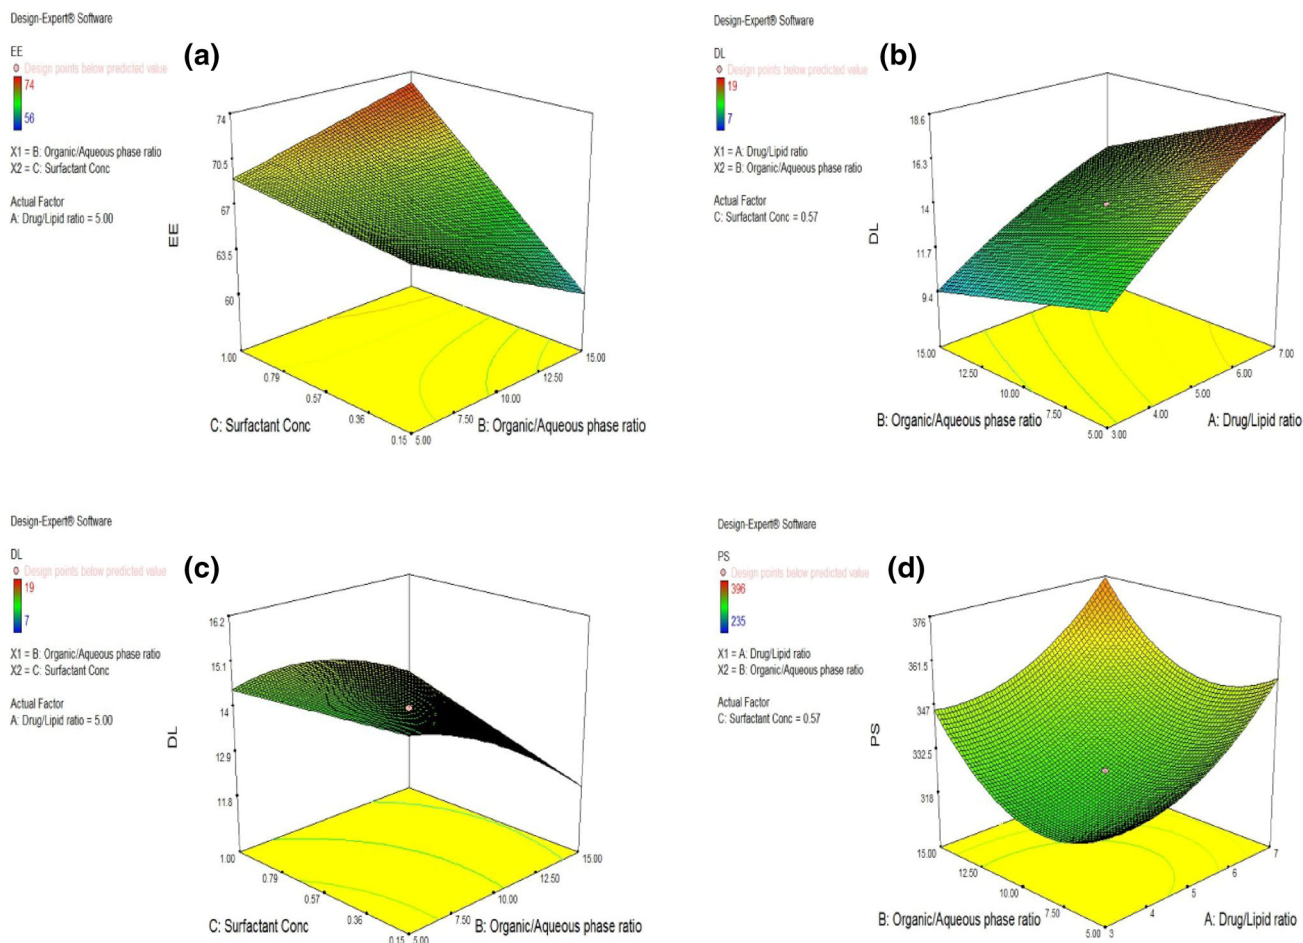 Design-Expert® Software
(a)
EE
Design points below predicted value
74
56
X1 = B: Organic/Aqueous phase ratio
X2 = C: Surfactant Conc
Actual Factor
A: Drug/Lipid ratio = 5.00
74
70.5
67
63.5
60
EE
1.00
0.79
0.57
0.36
0.15
5.00
7.50
10.00
12.50
15.00
C: Surfactant Conc
B: Organic/Aqueous phase ratio
Design-Expert® Software
(b)
DL
Design points below predicted value
19
7
X1 = A: Drug/Lipid ratio
X2 = B: Organic/Aqueous phase ratio
Actual Factor
C: Surfactant Conc = 0.57
18.6
16.3
14
11.7
9.4
DL
15.00
12.50
10.00
7.50
5.00
3.00
4.00
5.00
6.00
7.00
B: Organic/Aqueous phase ratio
A: Drug/Lipid ratio
Design-Expert® Software
(c)
DL
Design points below predicted value
19
7
X1 = B: Organic/Aqueous phase ratio
X2 = C: Surfactant Conc
Actual Factor
A: Drug/Lipid ratio = 5.00
16.2
15.1
14
12.9
11.8
DL
1.00
0.79
0.57
0.36
0.15
5.00
7.50
10.00
12.50
15.00
C: Surfactant Conc
B: Organic/Aqueous phase ratio
Design-Expert® Software
(d)
PS
Design points below predicted value
396
235
X1 = A: Drug/Lipid ratio
X2 = B: Organic/Aqueous phase ratio
Actual Factor
C: Surfactant Conc = 0.57
376
361.5
347
332.5
318
PS
15.00
12.50
10.00
7.50
5.00
3
4
5
6
7
B: Organic/Aqueous phase ratio
A: Drug/Lipid ratio